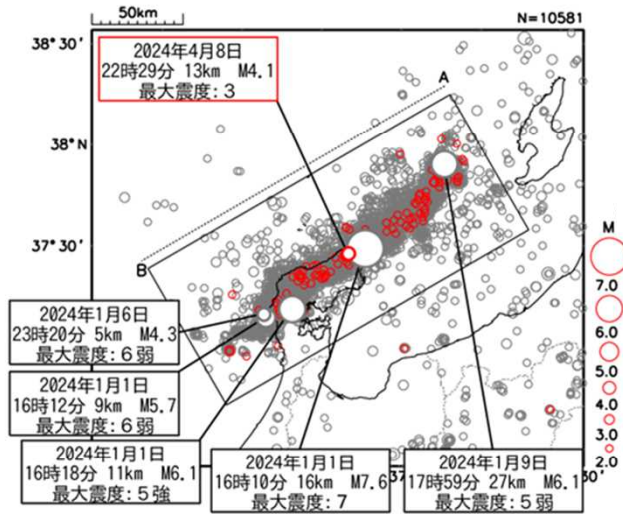 50km
N=10581
38°30'
2024年4月8日
22時29分 13km M4.1
最大震度:3
A
38°N
M
37°30'
B
7.0
2024年1月6日
23時20分 5km M4.3
最大震度:6弱
6.0
5.0
2024年1月1日
16時12分 9km M5.7
最大震度:6弱
4.0
3.0
2.0
2024年1月1日
16時18分 11km M6.1
最大震度:5強
2024年1月1日
16時10分 16km M7.6
最大震度:7
2024年1月9日
17時59分 27km M6.1
最大震度:5弱
30'